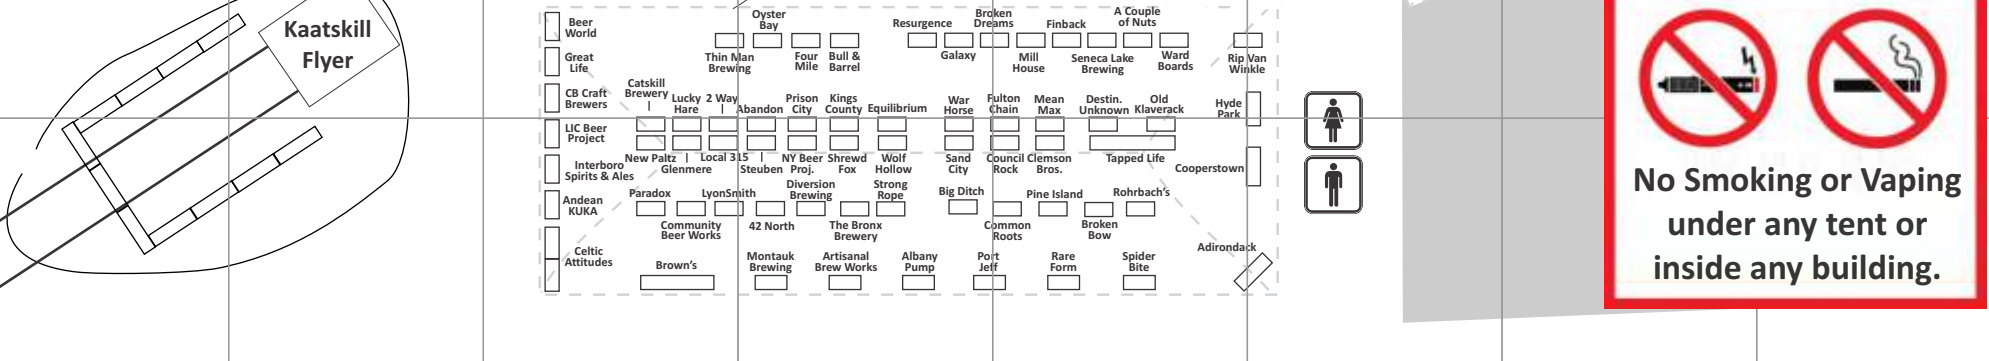 Kaatskill
Flyer
Beer
World
Great
Life
CB Craft
Brewers
LIC Beer
Project
Interboro
Spirits & Ales
Andean
KUKA
Celtic
Attitudes
Oyster
Bay
Thin Man
Brewing
Four
Mile
Bull &
Barrel
Resurgence
Galaxy
Broken
Dreams
Mill
House
Finback
Seneca Lake
Brewing
A Couple
of Nuts
Ward
Boards
Rip Van
Winkle
Catskill
Brewery
Lucky
Hare
2 Way
Abandon
Prison
City
Kings
County
Equilibrium
War
Horse
Fulton
Chain
Mean
Max
Destin.
Unknown
Old
Klaverack
Hyde
Park
New Paltz
Glenmere
Local 315
Steuben
NY Beer
Proj.
Shrewd
Fox
Wolf
Hollow
Sand
City
Council
Rock
Clemson
Bros.
Tapped Life
Cooperstown
Paradox
Community
Beer Works
LyonSmith
42 North
Diversion
Brewing
The Bronx
Brewery
Strong
Rope
Big Ditch
Common
Roots
Pine Island
Broken
Bow
Rohrbach's
Adirondack
Brown's
Montauk
Brewing
Artisanal
Brew Works
Albany
Pump
Port
Jeff
Rare
Form
Spider
Bite
No Smoking or Vaping
under any tent or
inside any building.